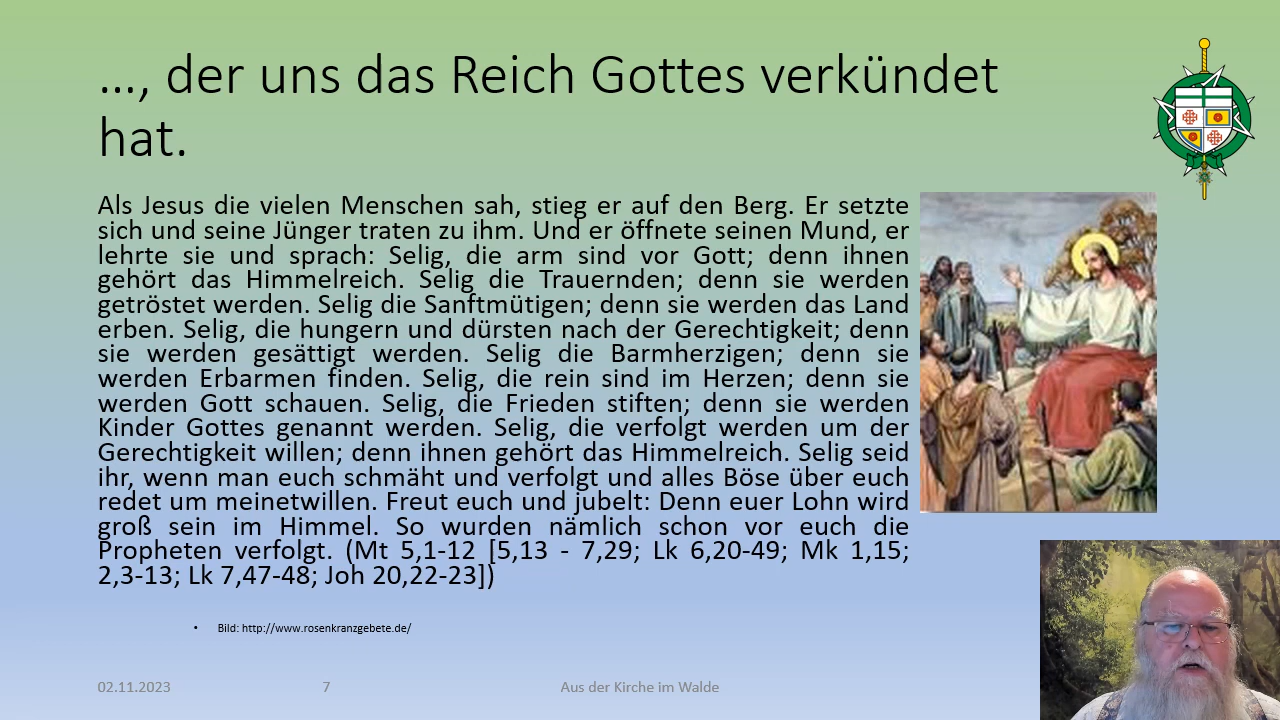 …, der uns das Reich Gottes verkündet
hat.
Als Jesus die vielen Menschen sah, stieg er auf den Berg. Er setzte
sich und seine Jünger traten zu ihm. Und er öffnete seinen Mund, er
lehrte sie und sprach: Selig, die arm sind vor Gott; denn ihnen
gehört das Himmelreich. Selig die Trauernden; denn sie werden
getröstet werden. Selig die Sanftmütigen; denn sie werden das Land
erben. Selig, die hungern und dürsten nach der Gerechtigkeit; denn
sie werden gesättigt werden. Selig die Barmherzigen; denn sie
werden Erbarmen finden. Selig, die rein sind im Herzen; denn sie
werden Gott schauen. Selig, die Frieden stiften; denn sie werden
Kinder Gottes genannt werden. Selig, die verfolgt werden um der
Gerechtigkeit willen; denn ihnen gehört das Himmelreich. Selig seid
ihr, wenn man euch schmäht und verfolgt und alles Böse über euch
redet um meinetwillen. Freut euch und jubelt: Denn euer Lohn wird
groß sein im Himmel. So wurden nämlich schon vor euch die
Propheten verfolgt. (Mt 5,1-12 [5,13 - 7,29; Lk 6,20-49; Mk 1,15;
2,3-13; Lk 7,47-48; Joh 20,22-23])
• Bild: http://www.rosenkranzgebete.de/
02.11.2023
7
Aus der Kirche im Walde